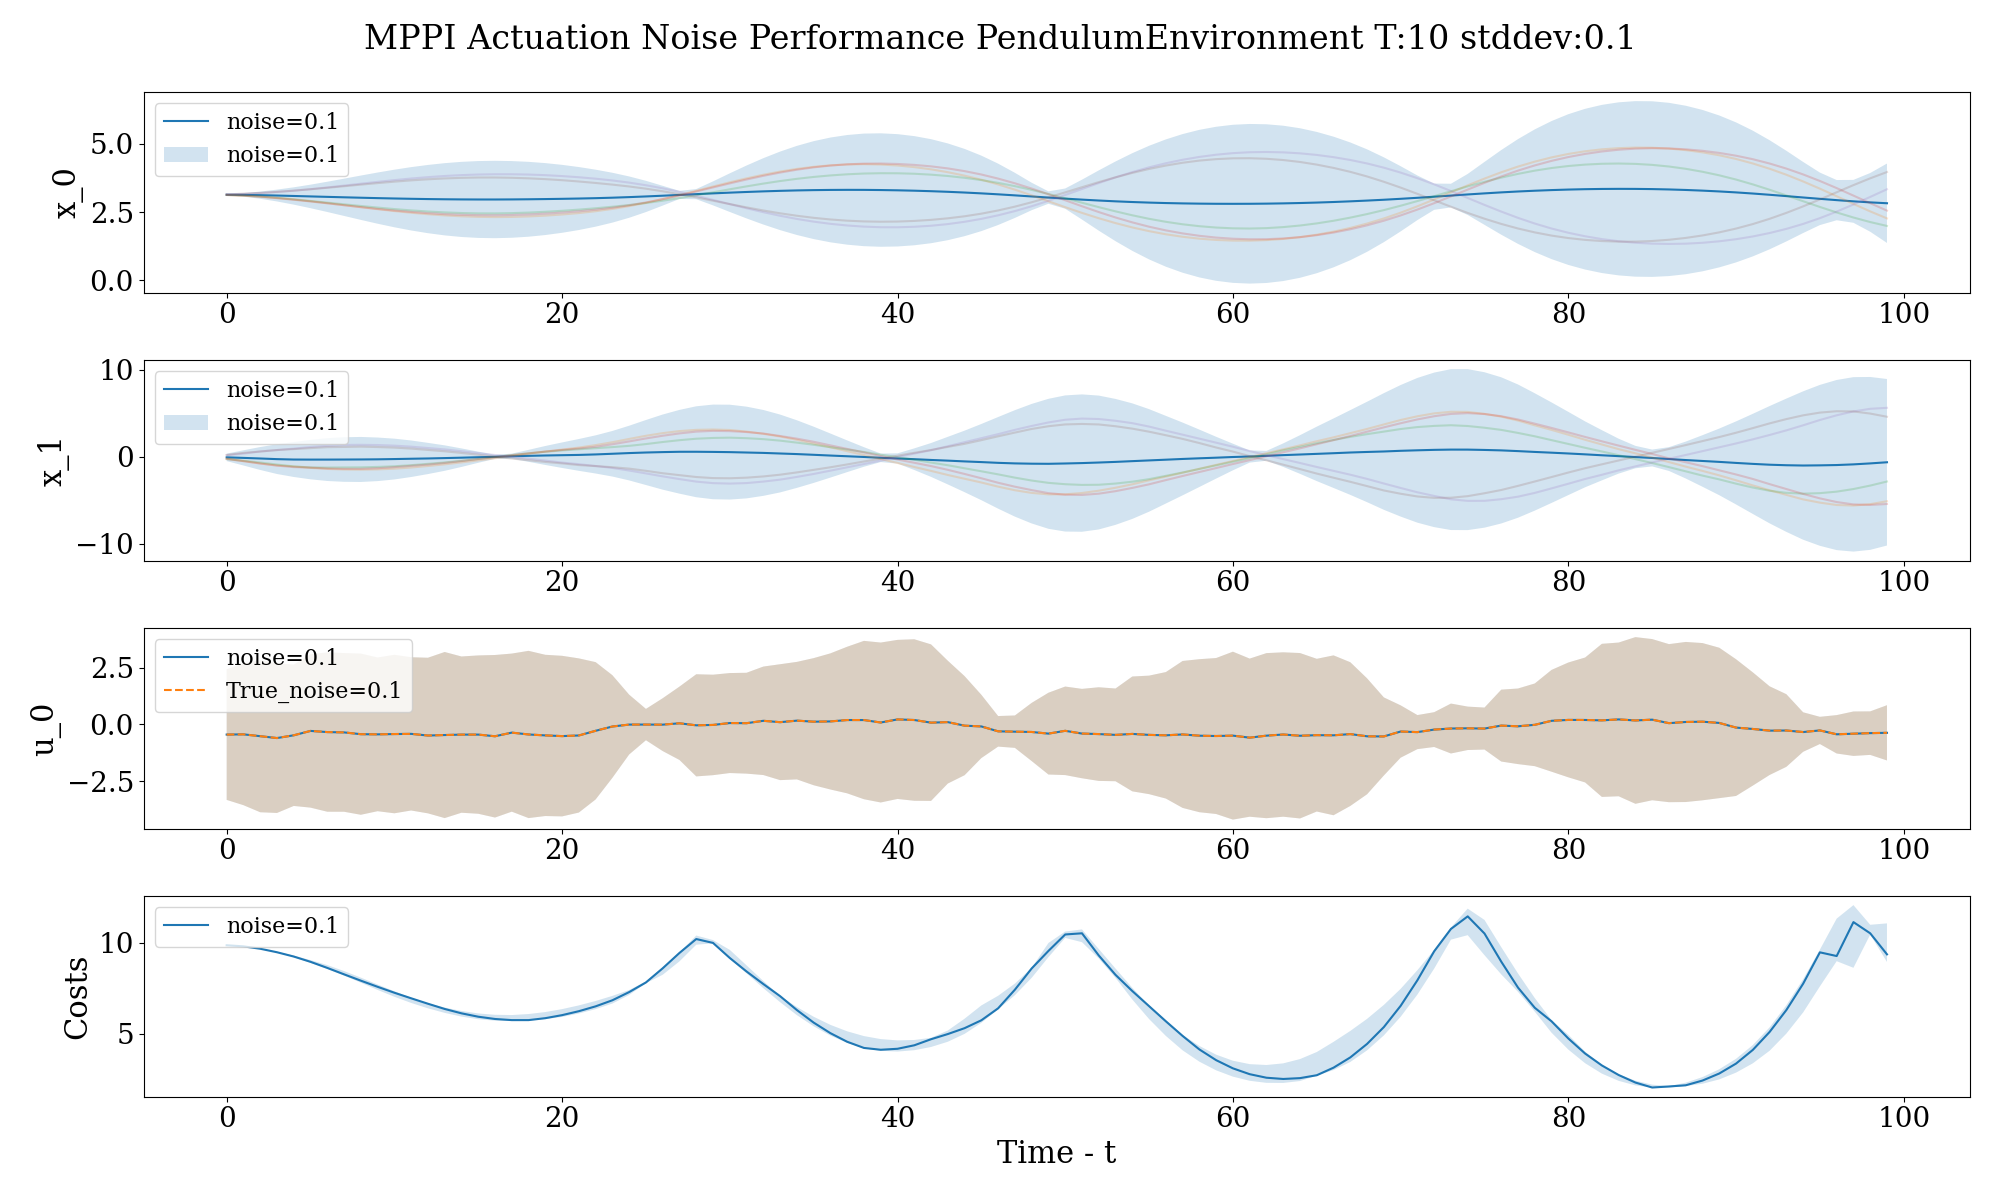 MPPI Actuation Noise Performance PendulumEnvironment T:10 stddev:0.1
noise=0.1
noise=0.1
x_0
5.0
2.5
0.0
0 20 40 60 80 100
noise=0.1
noise=0.1
x_1
10
0
−10
0 20 40 60 80 100
noise=0.1
True_noise=0.1
u_0
2.5
0.0
−2.5
0 20 40 60 80 100
noise=0.1
Costs
10
5
0 20 40 60 80 100
Time - t